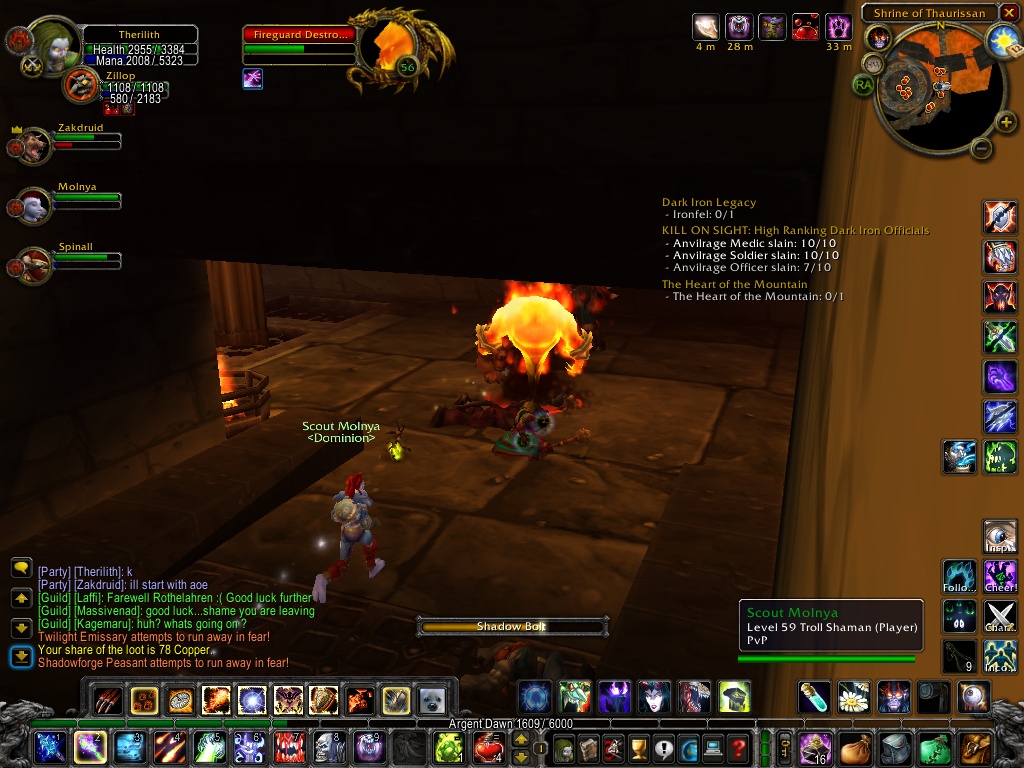 Therilith
Health 2955 / 3384
Mana 2008 / 5323
Zillop
1108 / 1108
580 / 2183
Fireguard Destro...
56
4 m
28 m
33 m
Shrine of Thaurissan
N
RA
Zakdruid
Molnya
Spinall
Dark Iron Legacy
- Ironfel: 0/1
KILL ON SIGHT: High Ranking Dark Iron Officials
- Anvilrage Medic slain: 10/10
- Anvilrage Soldier slain: 10/10
- Anvilrage Officer slain: 7/10
The Heart of the Mountain
- The Heart of the Mountain: 0/1
Scout Molnya
<Dominion>
[Party] [Therilith]: k
[Party] [Zakdruid]: ill start with aoe
[Guild] [Laffi]: Farewell Rothelahren :( Good luck further
[Guild] [Massivenad]: good luck...shame you are leaving
[Guild] [Kagemaru]: huh? whats going on?
Twilight Emissary attempts to run away in fear!
Your share of the loot is 78 Copper.
Shadowforge Peasant attempts to run away in fear!
Shadow Bolt
Scout Molnya
Level 59 Troll Shaman (Player)
PvP
Inspi...
Follo...
Cheer!
Char...
9
Inco...
Argent Dawn 1609 / 6000
1
16